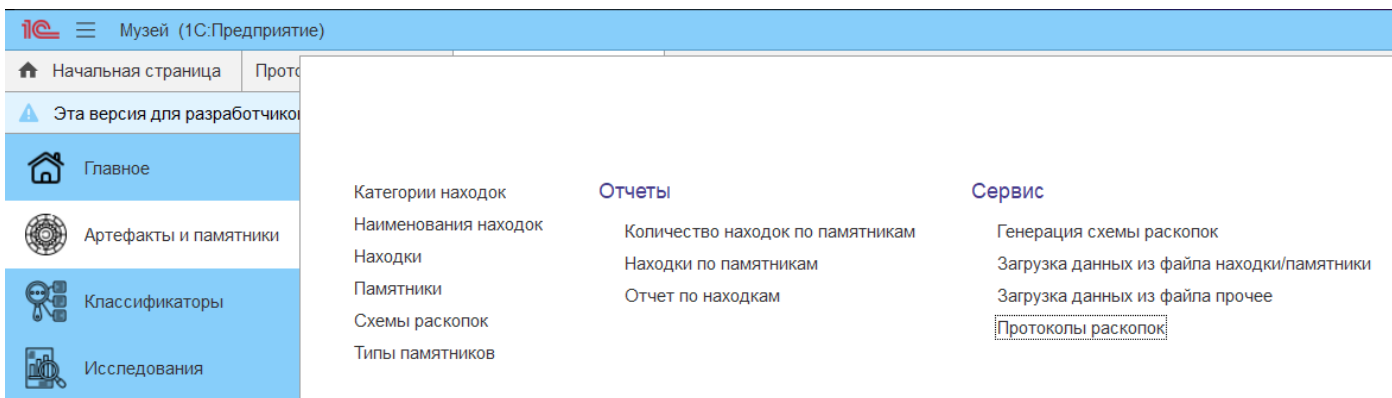 1С Музей (1С:Предприятие)
Начальная страница Прото
Эта версия для разработчико
Главное
Артефакты и памятники
Классификаторы
Исследования
Категории находок
Наименования находок
Находки
Памятники
Схемы раскопок
Типы памятников
Отчеты
Количество находок по памятникам
Находки по памятникам
Отчет по находкам
Сервис
Генерация схемы раскопок
Загрузка данных из файла находки/памятники
Загрузка данных из файла прочее
Протоколы раскопок